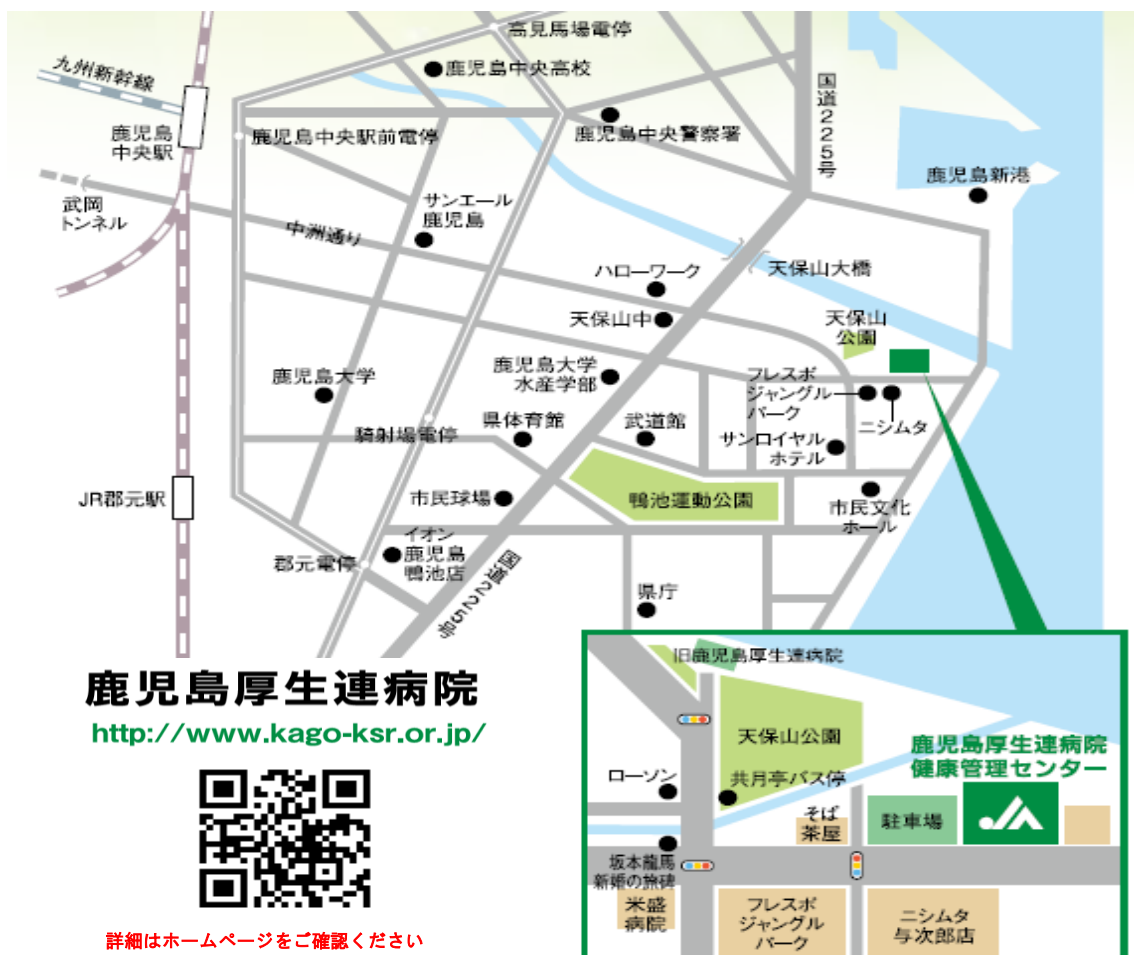 高見馬場電停
九州新幹線
鹿児島中央高校
国道225号
鹿児島
中央駅
鹿児島中央駅前電停
鹿児島中央警察署
鹿児島新港
武岡
トンネル
サンエール
鹿児島
中洲通り
ハローワーク
天保山大橋
天保山中
天保山
公園
鹿児島大学
鹿児島大学
水産学部
フレスポ
ジャングル
パーク
ニシムタ
騎射場電停
県体育館
武道館
サンロイヤル
ホテル
JR郡元駅
市民球場
鴨池運動公園
市民文化
ホール
郡元電停
イオン
鹿児島
鴨池店
国道225号
県庁
鹿児島厚生連病院
http://www.kago-ksr.or.jp/
詳細はホームページをご確認ください
旧鹿児島厚生連病院
天保山公園
鹿児島厚生連病院
健康管理センター
ローソン
共月亭バス停
そば
茶屋
駐車場
坂本龍馬
新婚の旅碑
米盛
病院
フレスポ
ジャングル
パーク
ニシムタ
与次郎店